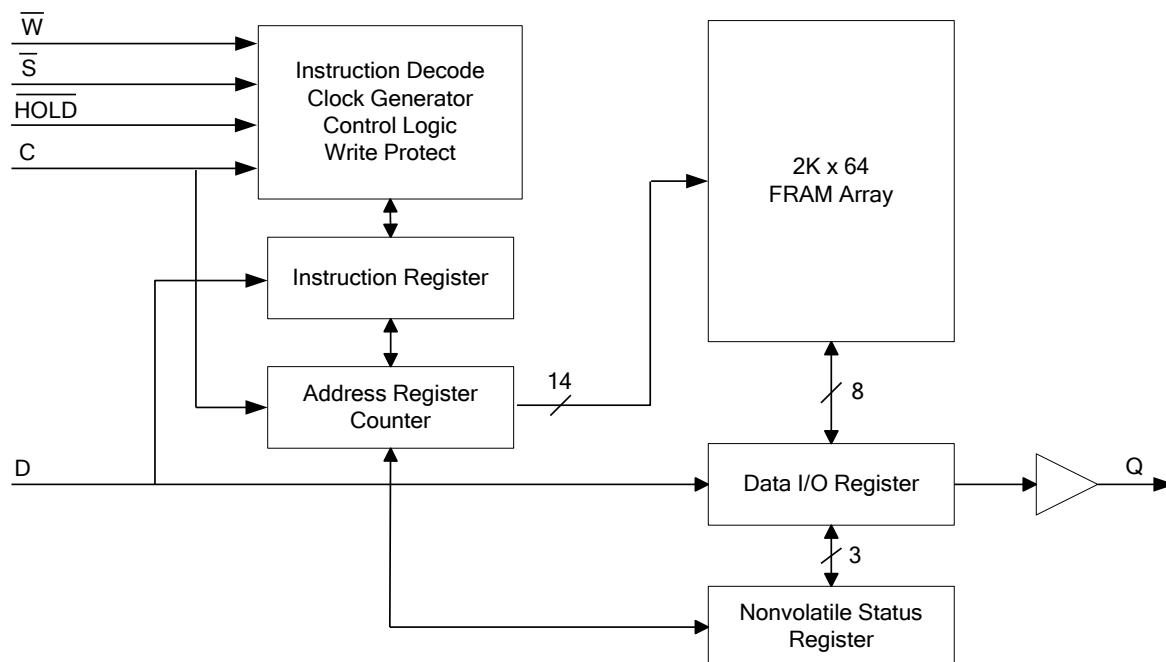 W̅
S̅
H̅O̅L̅D̅
C
Instruction Decode
Clock Generator
Control Logic
Write Protect
2K x 64
FRAM Array
Instruction Register
Address Register
Counter
14
8
D
Data I/O Register
Q
3
Nonvolatile Status
Register